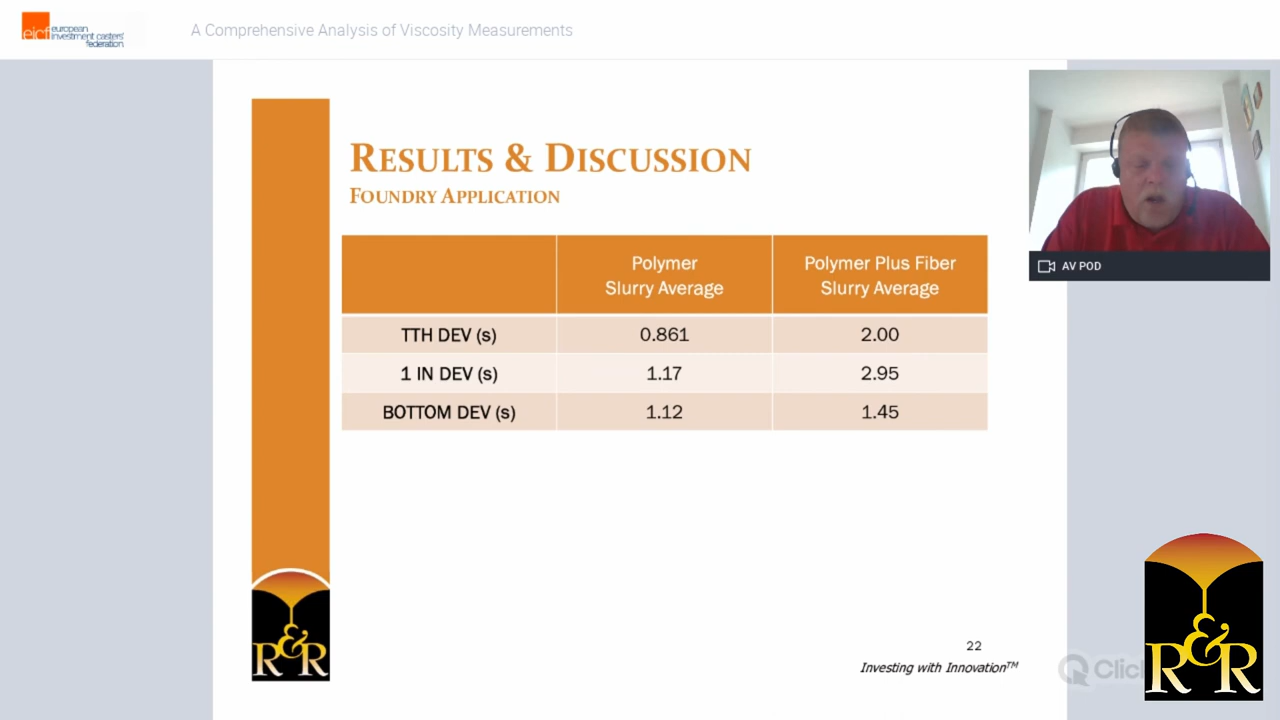 eicf european
investment casters'
federation
A Comprehensive Analysis of Viscosity Measurements
RESULTS & DISCUSSION
FOUNDRY APPLICATION
Polymer Slurry Average
Polymer Plus Fiber Slurry Average
TTH DEV (s) 0.861 2.00
1 IN DEV (s) 1.17 2.95
BOTTOM DEV (s) 1.12 1.45
AV POD
R&R
22
Investing with Innovation™
Click
R&R